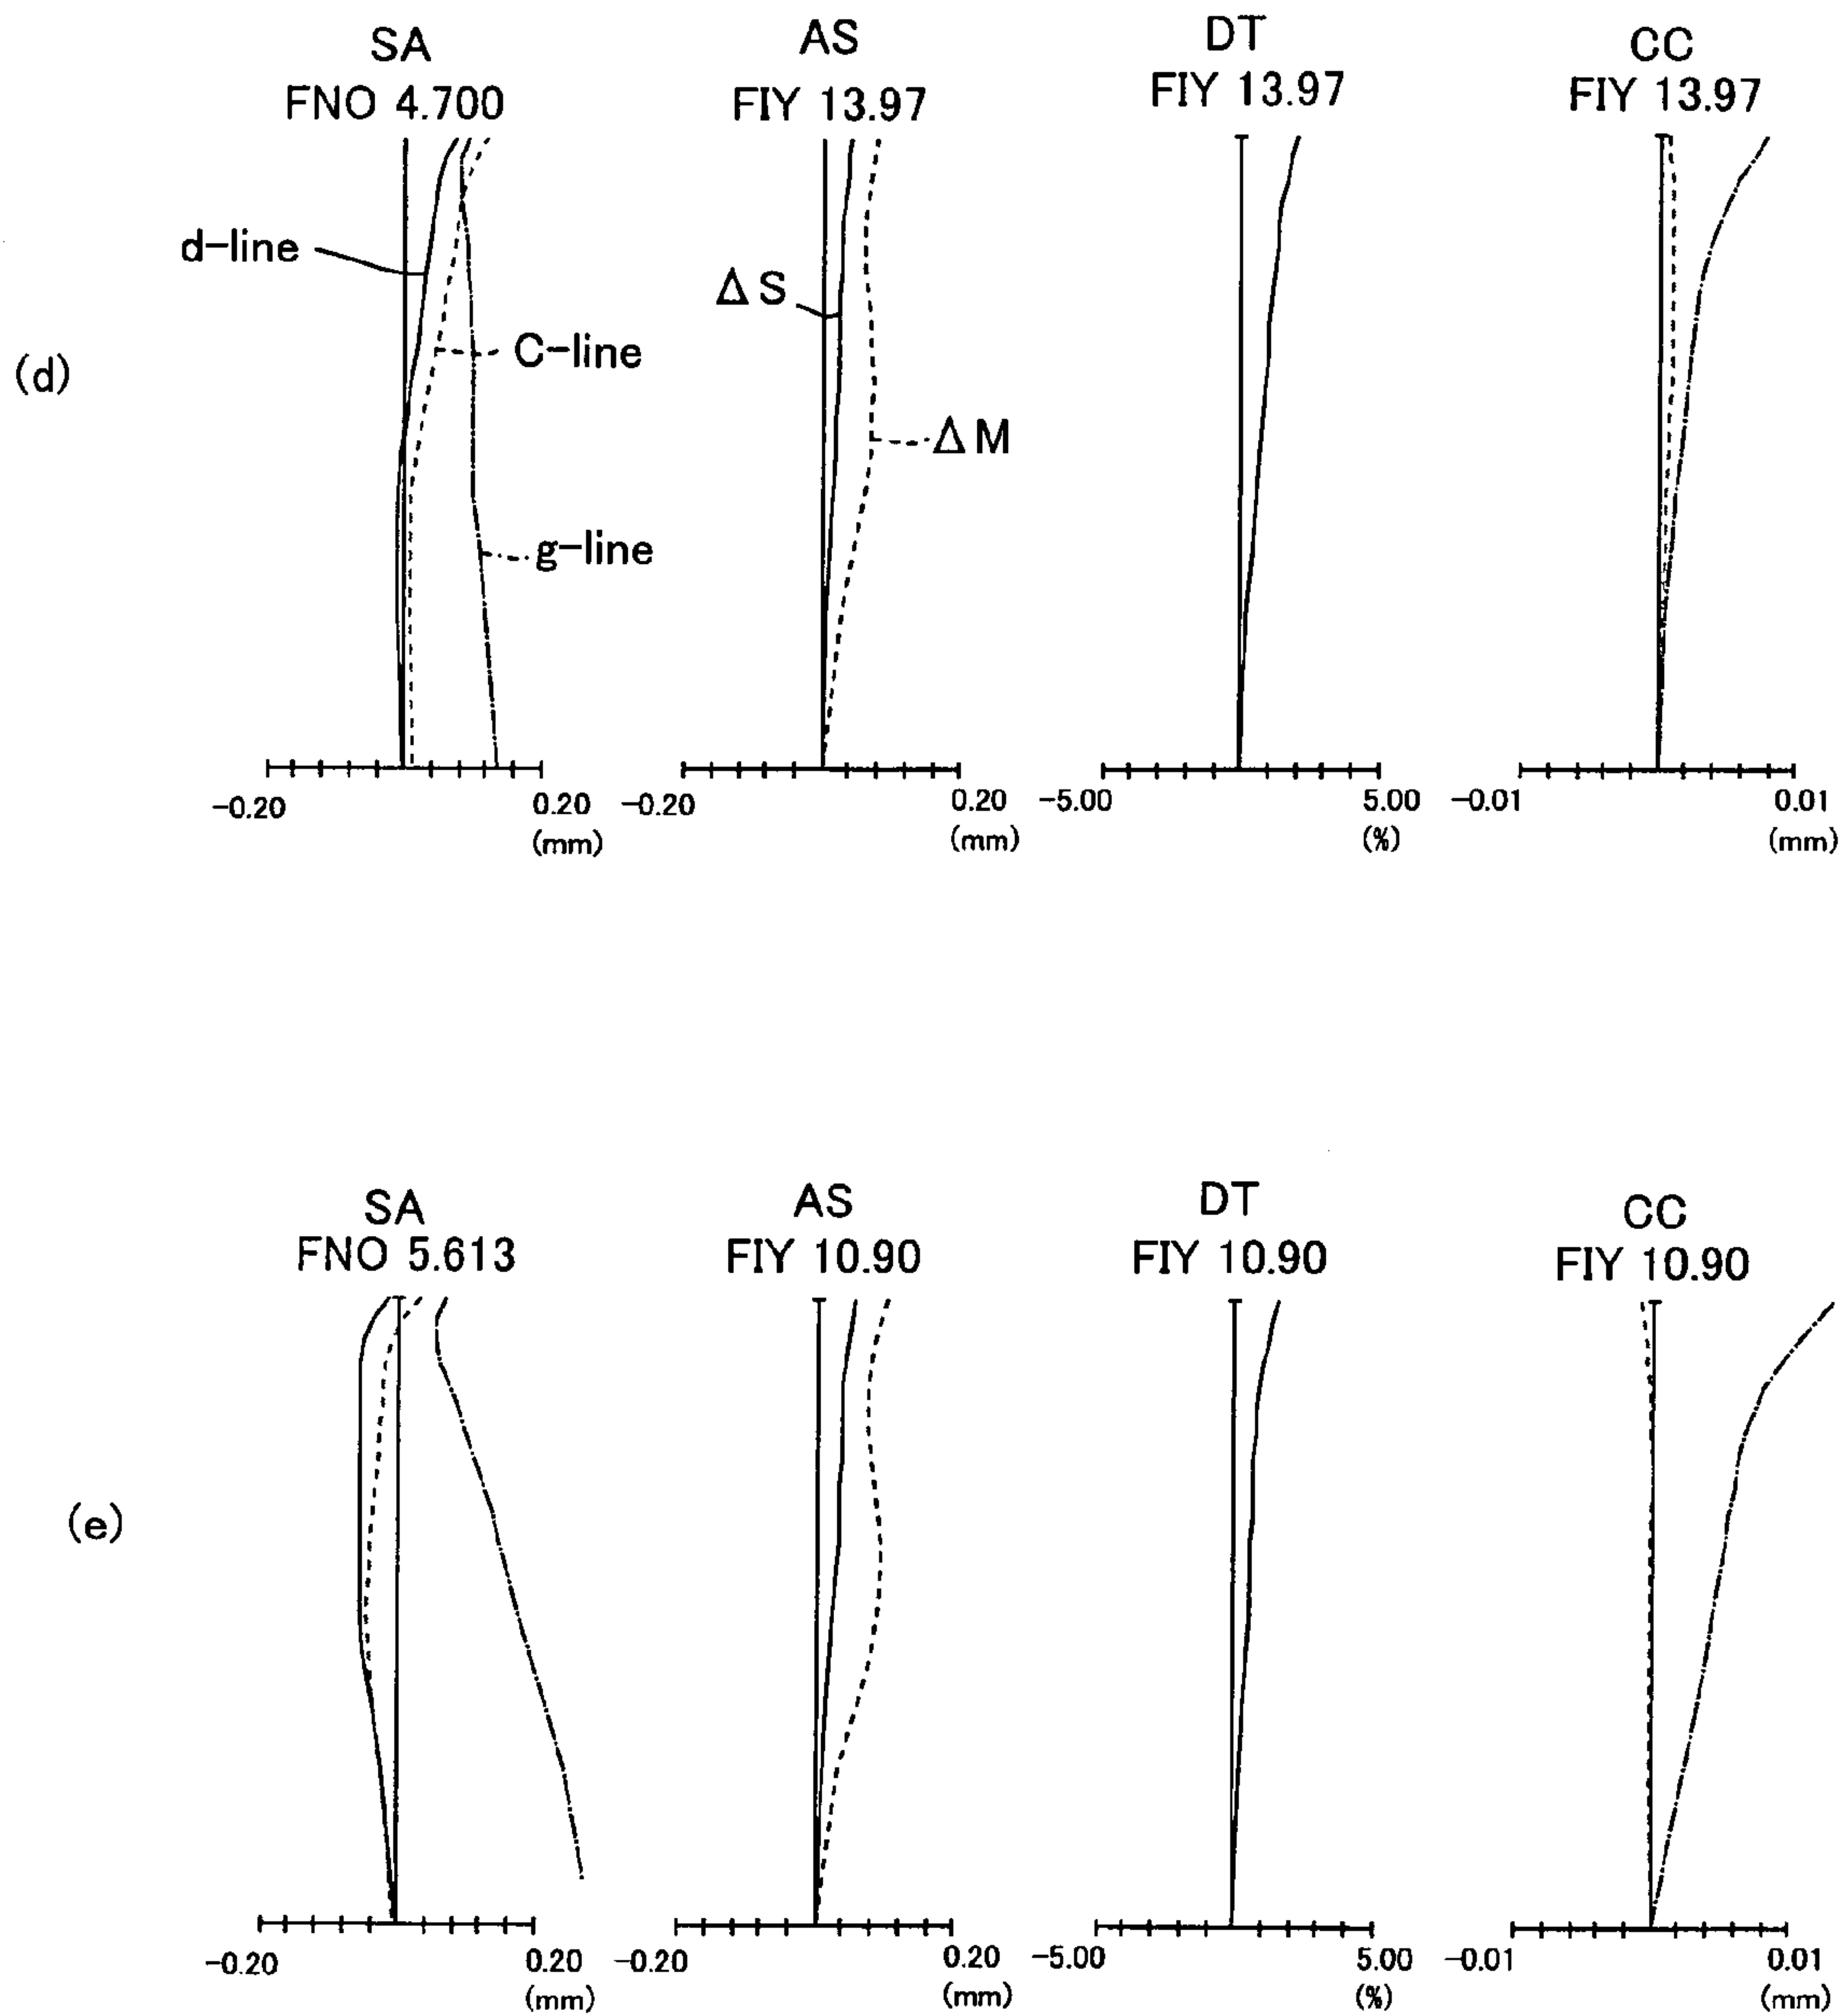 SA
FNO 4.700
AS
FIY 13.97
DT
FIY 13.97
CC
FIY 13.97
(d)
d-line
C-line
g-line
ΔS
ΔM
-0.20
0.20
(mm)
-0.20
0.20
(mm)
-5.00
5.00
(%)
-0.01
0.01
(mm)
SA
FNO 5.613
AS
FIY 10.90
DT
FIY 10.90
CC
FIY 10.90
(e)
-0.20
0.20
(mm)
-0.20
0.20
(mm)
-5.00
5.00
(%)
-0.01
0.01
(mm)